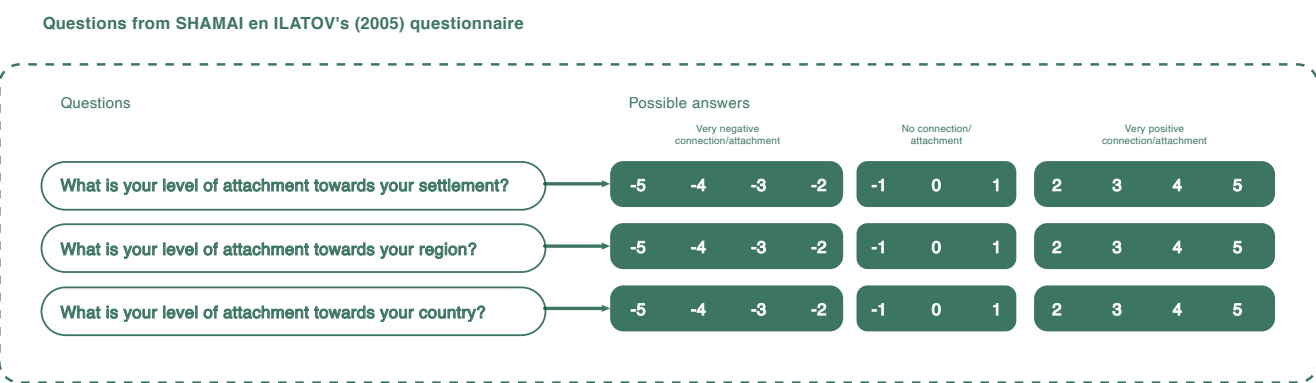 Questions from SHAMAI en ILATOV's (2005) questionnaire
Questions
Possible answers
Very negative
connection/attachment
No connection/
attachment
Very positive
connection/attachment
What is your level of attachment towards your settlement?
-5 -4 -3 -2 -1 0 1 2 3 4 5
What is your level of attachment towards your region?
-5 -4 -3 -2 -1 0 1 2 3 4 5
What is your level of attachment towards your country?
-5 -4 -3 -2 -1 0 1 2 3 4 5